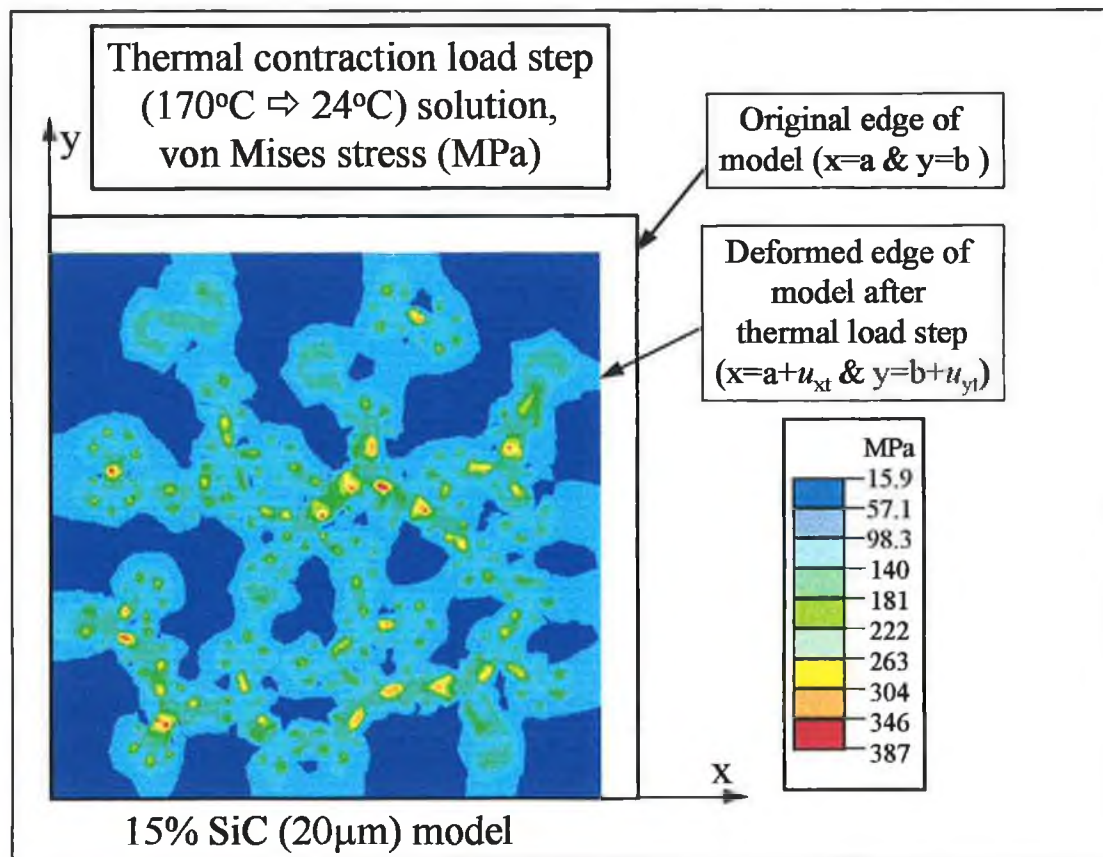 Thermal contraction load step
(170°C ⇨ 24°C) solution,
von Mises stress (MPa)
y
Original edge of
model (x=a & y=b )
Deformed edge of
model after
thermal load step
(x=a+uxt & y=b+uyt)
MPa
15.9
57.1
98.3
140
181
222
263
304
346
387
x
15% SiC (20μm) model